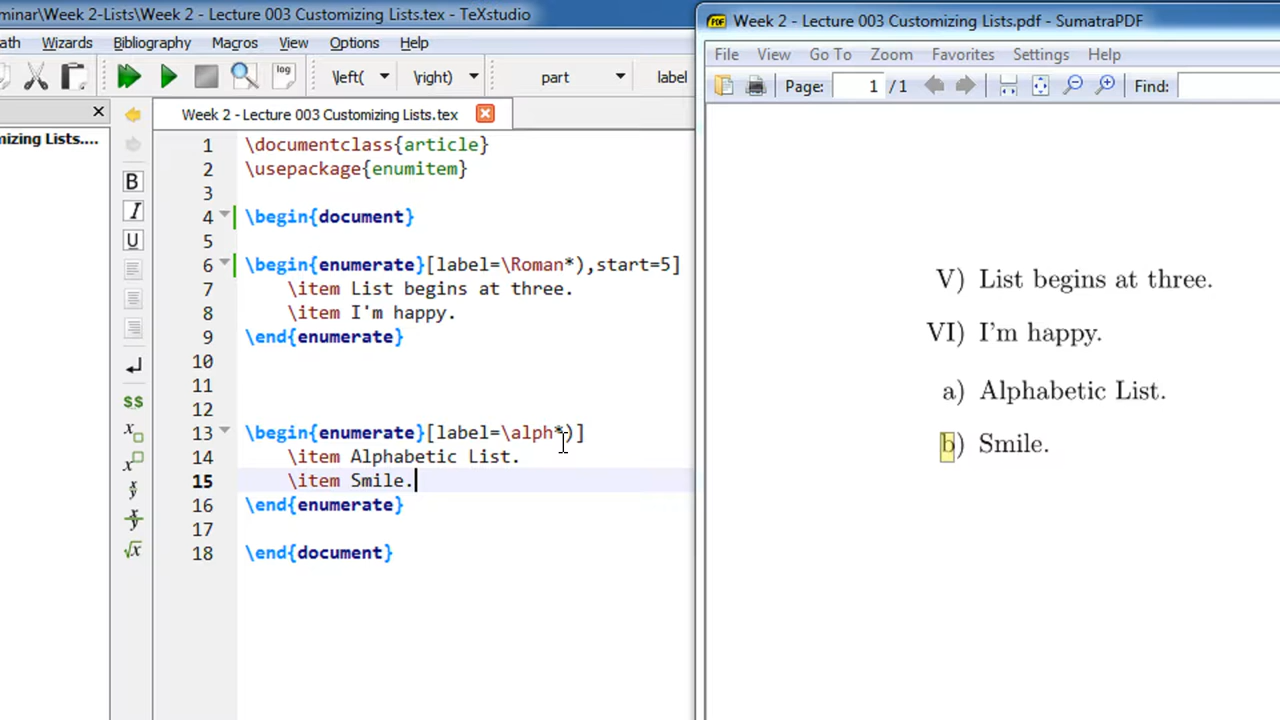 minar\Week 2-Lists\Week 2 - Lecture 003 Customizing Lists.tex - TeXstudio
ath Wizards Bibliography Macros View Options Help
log \left( \right) part label
Week 2 - Lecture 003 Customizing Lists.tex
mizing Lists....
B
I
U
$$
1 \documentclass{article}
2 \usepackage{enumitem}
3
4 \begin{document}
5
6 \begin{enumerate}[label=\Roman*),start=5]
7 \item List begins at three.
8 \item I'm happy.
9 \end{enumerate}
10
11
12
13 \begin{enumerate}[label=\alph*)]
14 \item Alphabetic List.
15 \item Smile.
16 \end{enumerate}
17
18 \end{document}
Week 2 - Lecture 003 Customizing Lists.pdf - SumatraPDF
File View Go To Zoom Favorites Settings Help
Page: 1 / 1 Find:
V) List begins at three.
VI) I'm happy.
a) Alphabetic List.
b) Smile.